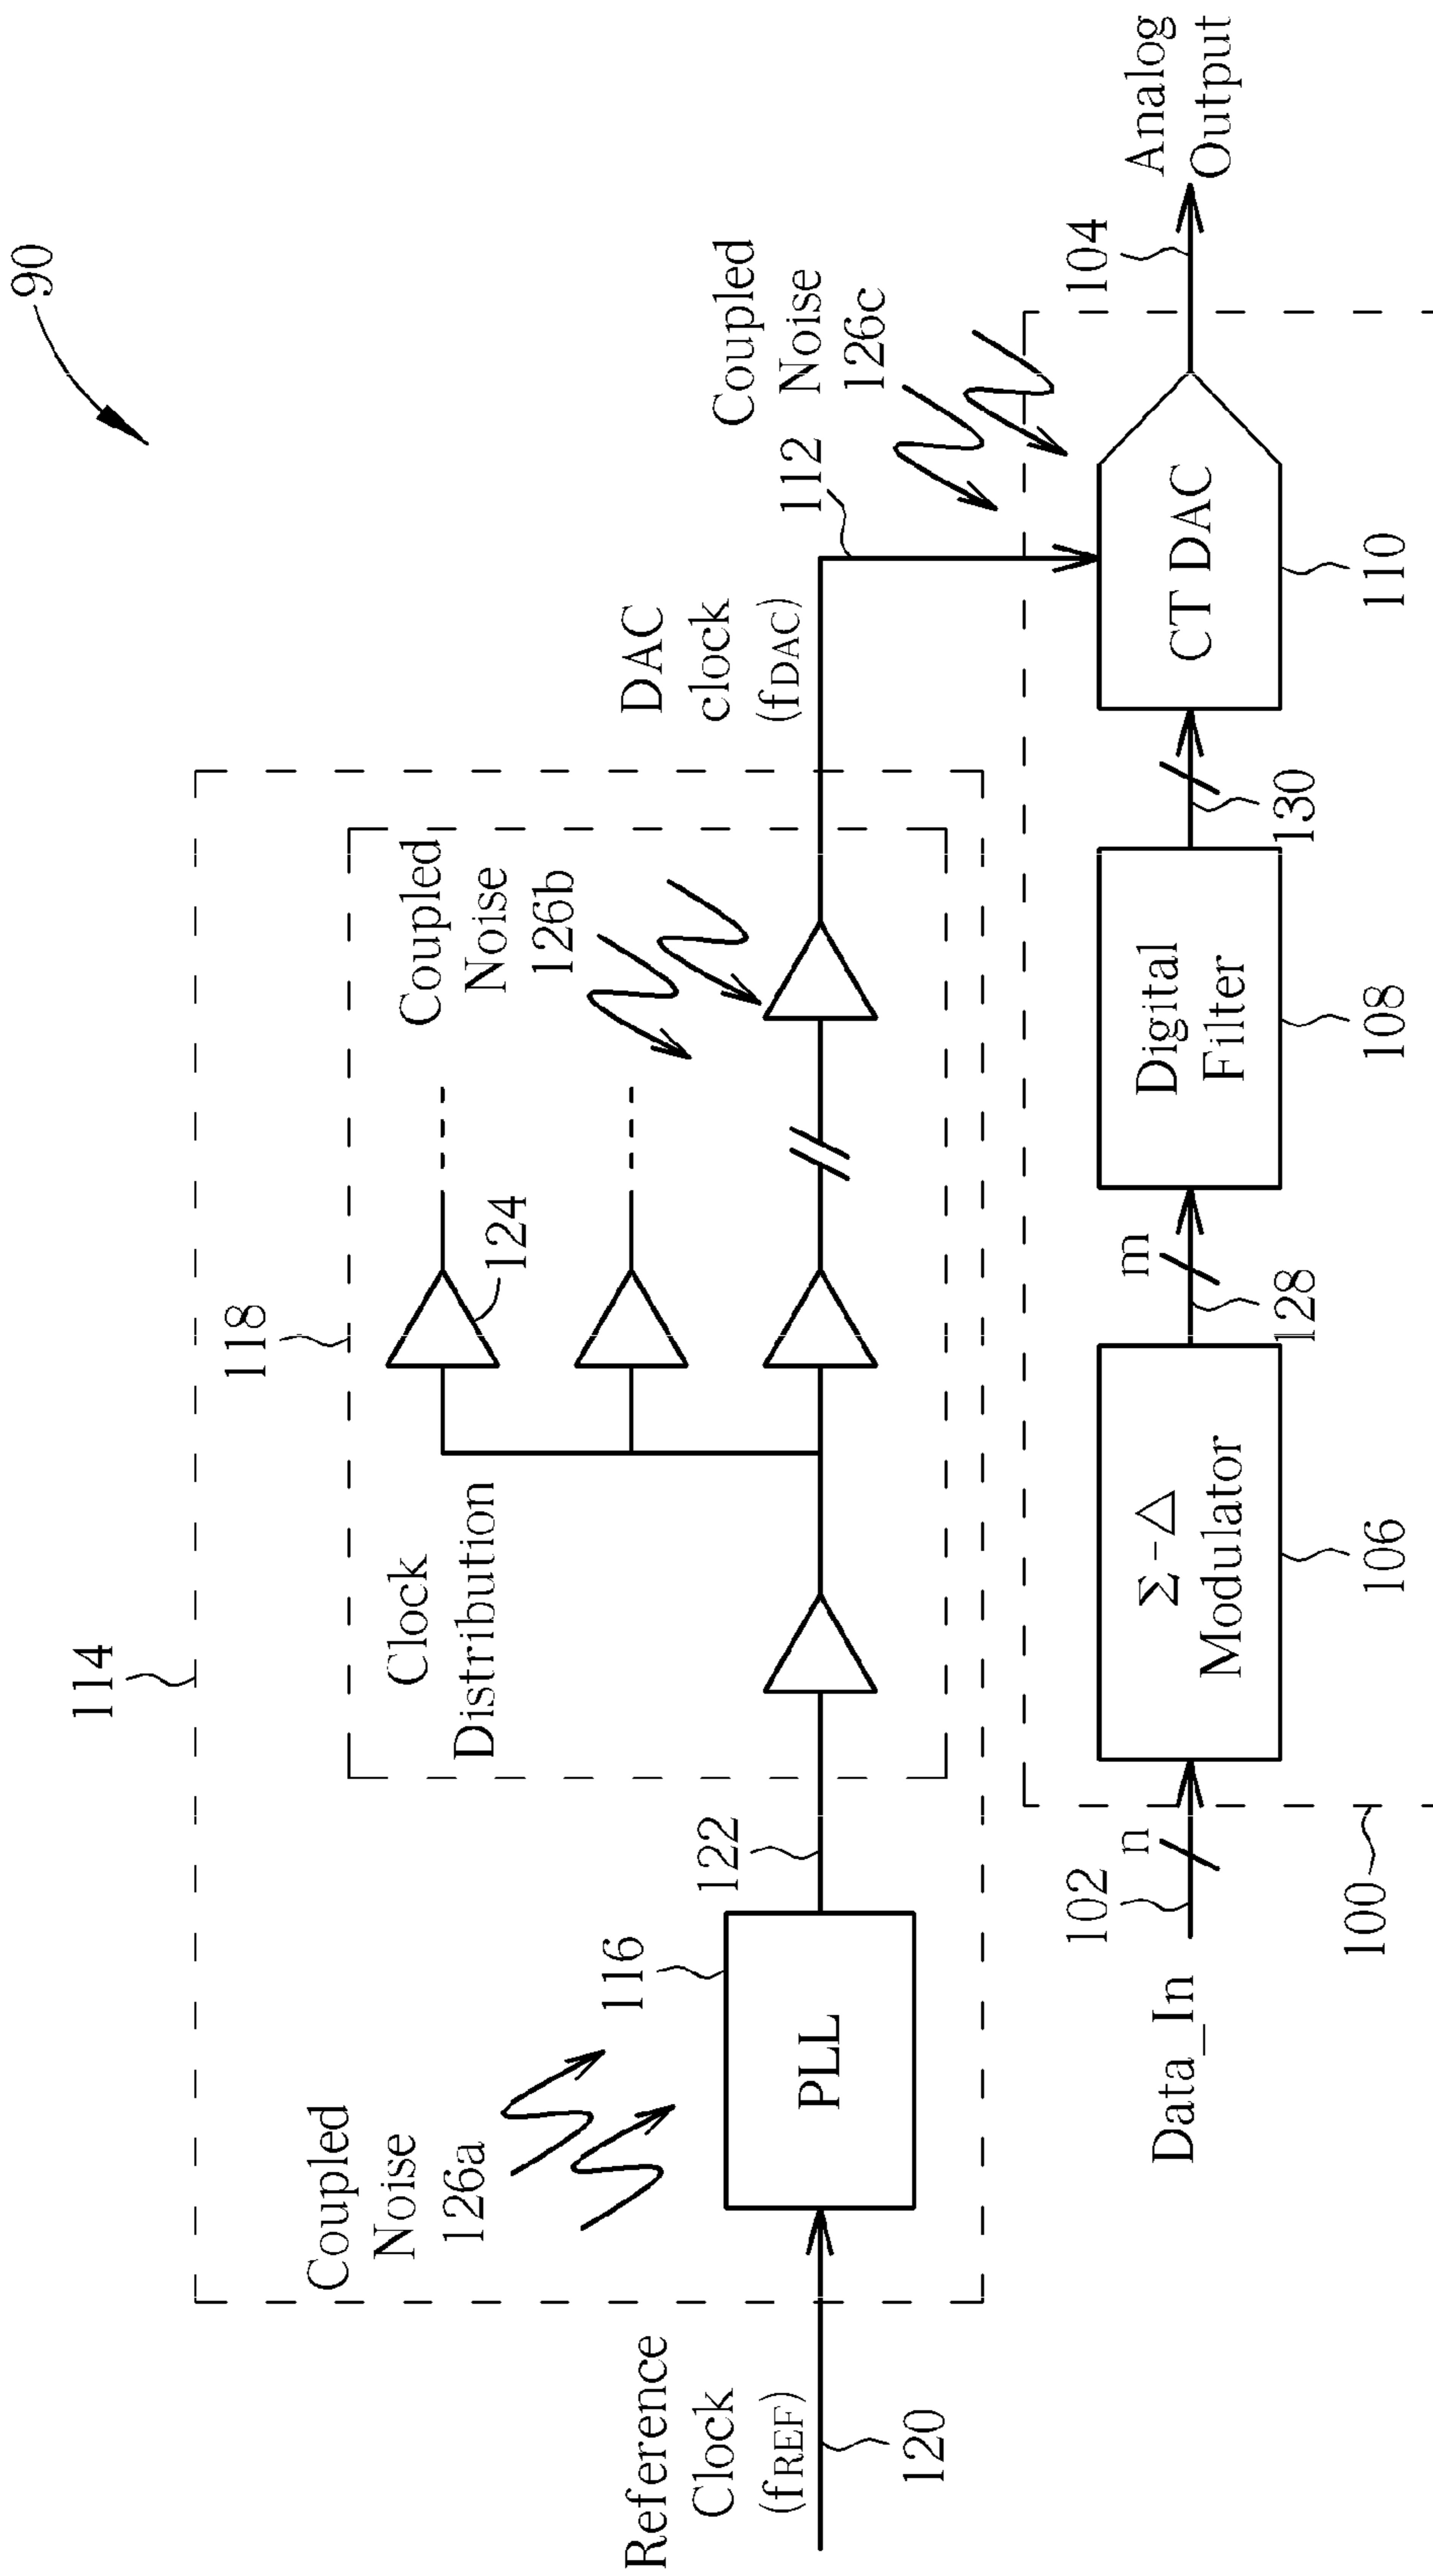 90
114
118
Coupled
Noise
126a
116
PLL
Reference
Clock
(fREF)
120
122
Clock
Distribution
124
Coupled
Noise
126b
DAC
clock
(fDAC)
112
Coupled
Noise
126c
Data_In
102
n
100
Σ-Δ
Modulator
106
m
128
Digital
Filter
108
130
CT DAC
110
104
Analog
Output